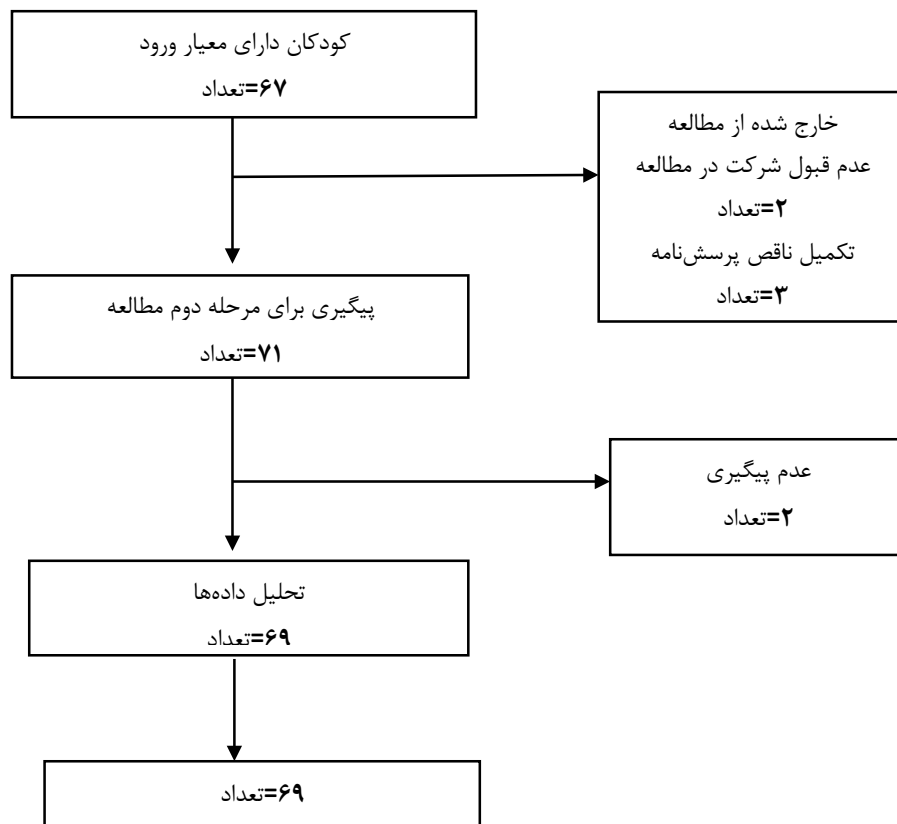 کودکان دارای معیار ورود
تعداد=۶۷
خارج شده از مطالعه
عدم قبول شرکت در مطالعه
تعداد=۲
تکمیل ناقص پرسش‌نامه
تعداد=۳
پیگیری برای مرحله دوم مطالعه
تعداد=۷۱
عدم پیگیری
تعداد=۲
تحلیل داده‌ها
تعداد=۶۹
تعداد=۶۹